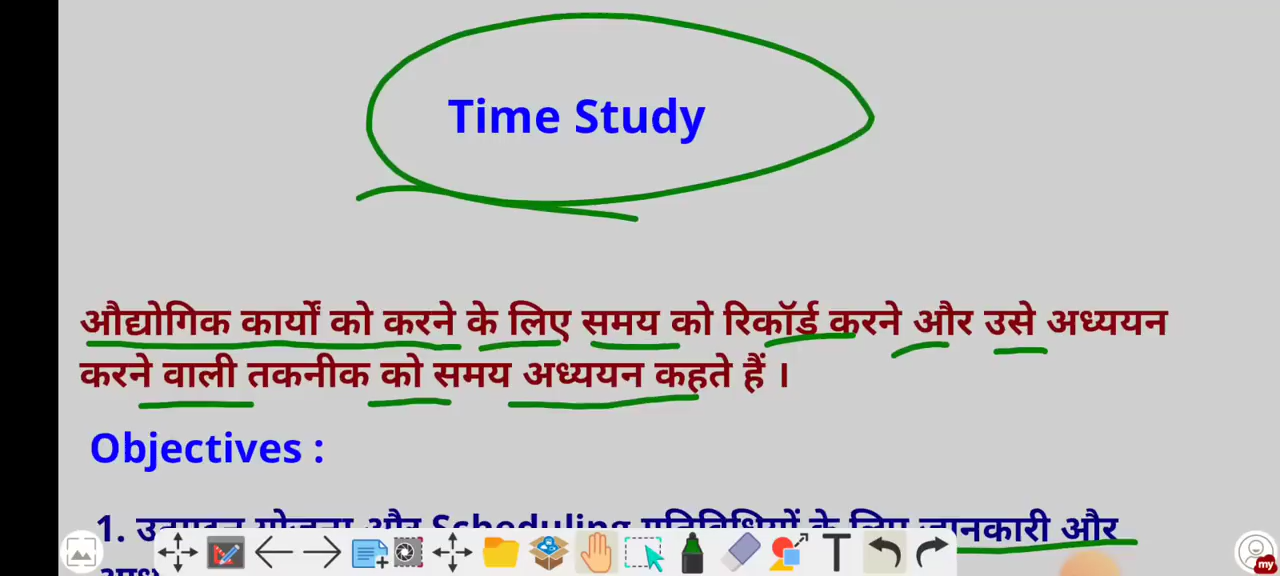 Time Study
औद्योगिक कार्यों को करने के लिए समय को रिकॉर्ड करने और उसे अध्ययन
करने वाली तकनीक को समय अध्ययन कहते हैं ।
Objectives :
1. उत्पादन योजना और Scheduling गतिविधियों के लिए जानकारी और
T
my